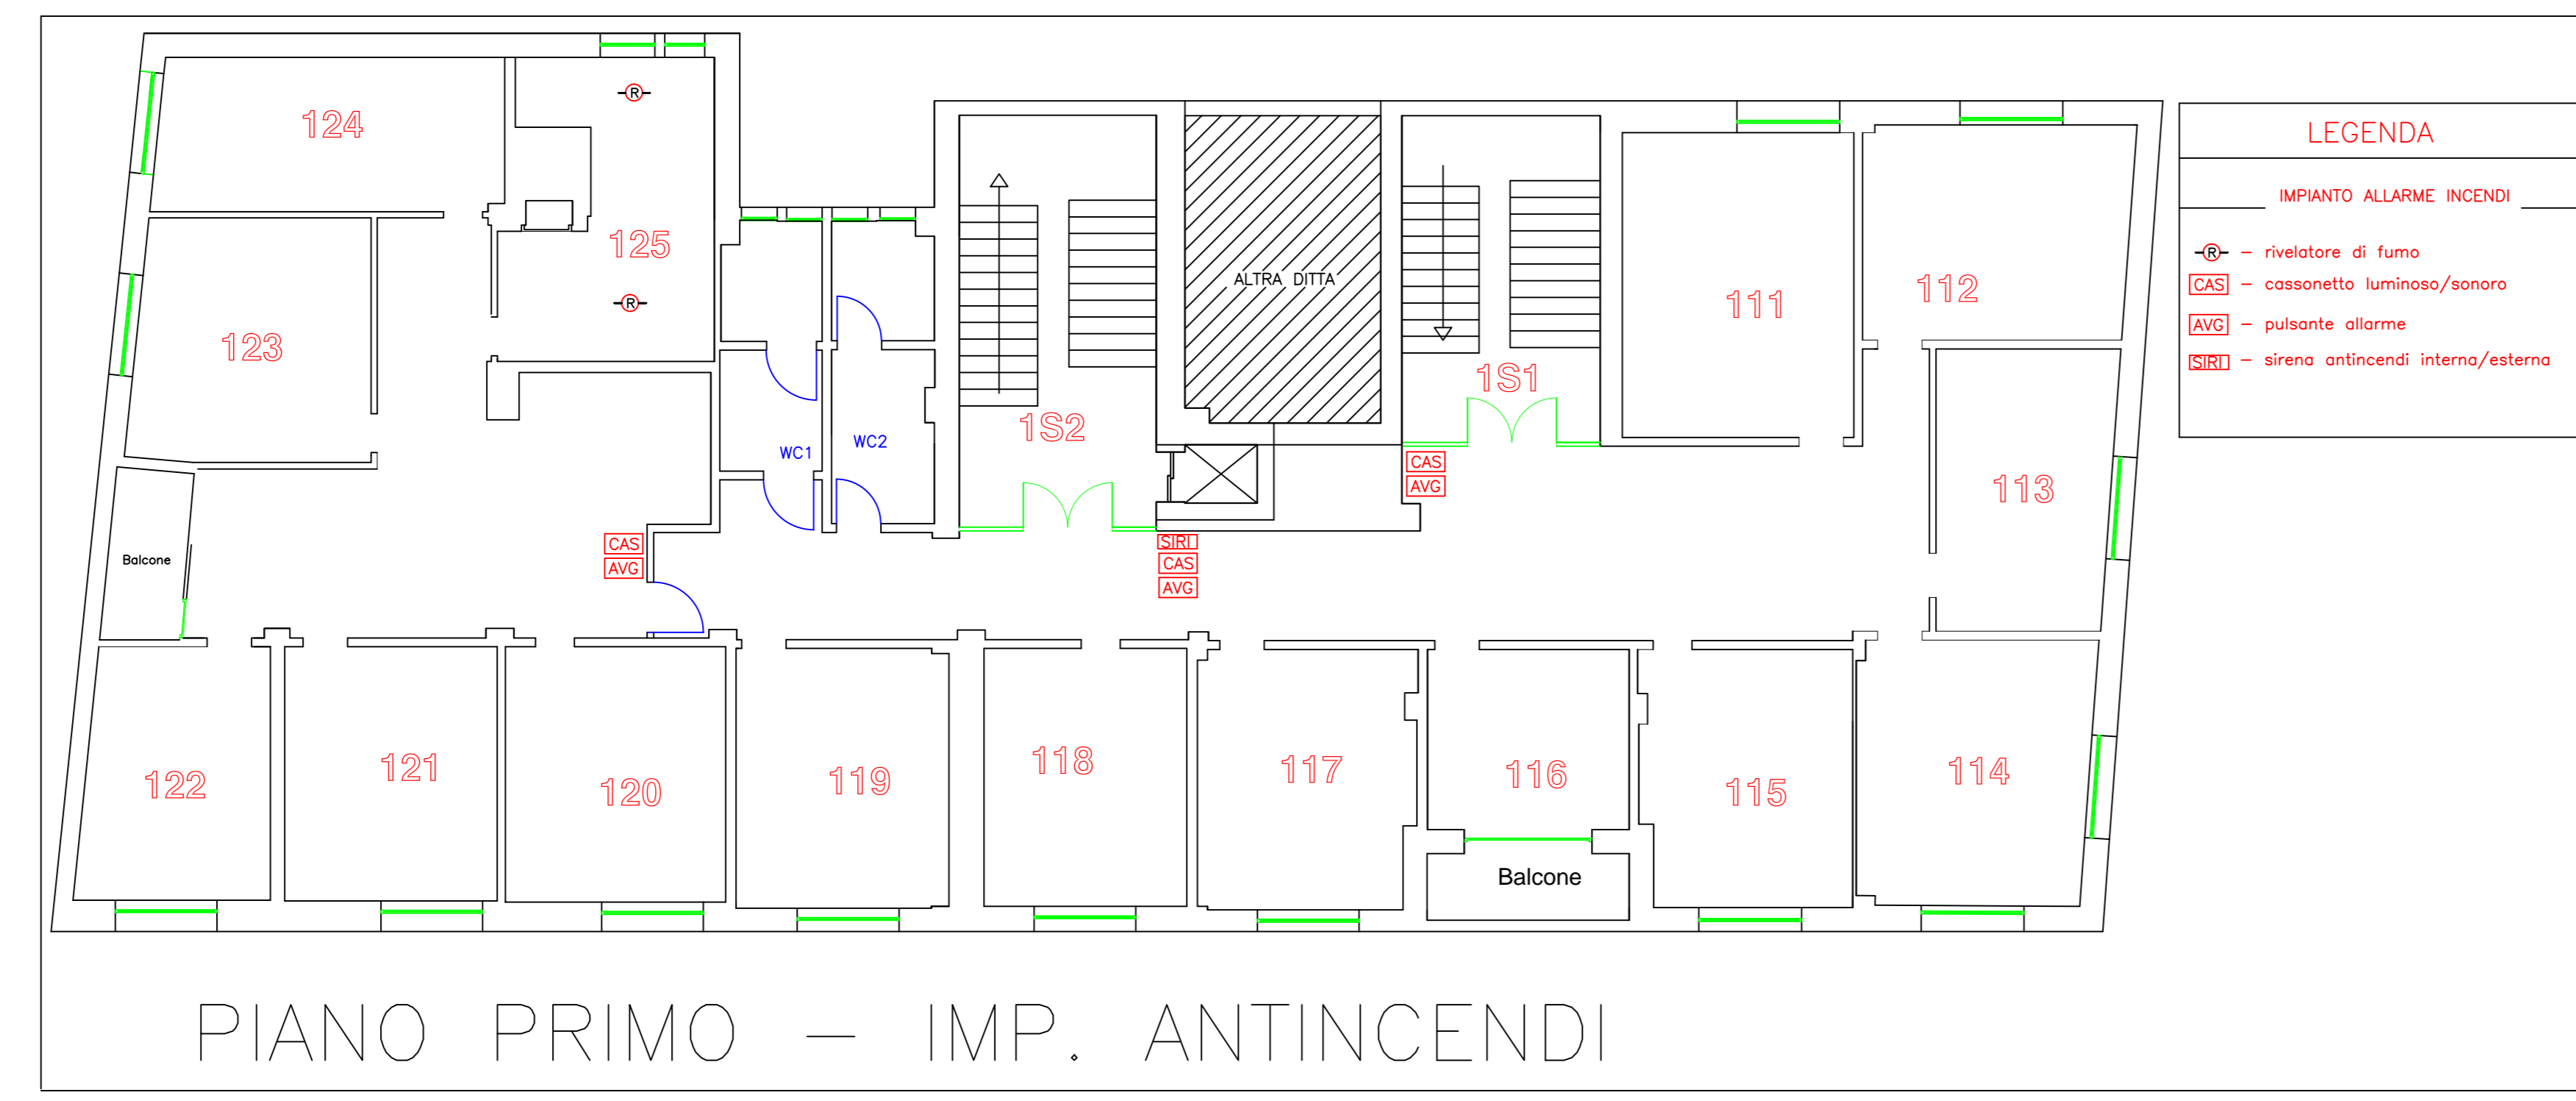 124
125
123
WC1
WC2
1S2
ALTRA DITTA
1S1
111
112
113
LEGENDA
IMPIANTO ALLARME INCENDI
R – rivelatore di fumo
CAS – cassonetto luminoso/sonoro
AVG – pulsante allarme
SIRI – sirena antincendi interna/esterna
R
R
CAS
AVG
SIRI
CAS
AVG
CAS
AVG
Balcone
122
121
120
119
118
117
116
115
114
Balcone
PIANO PRIMO – IMP. ANTINCENDI